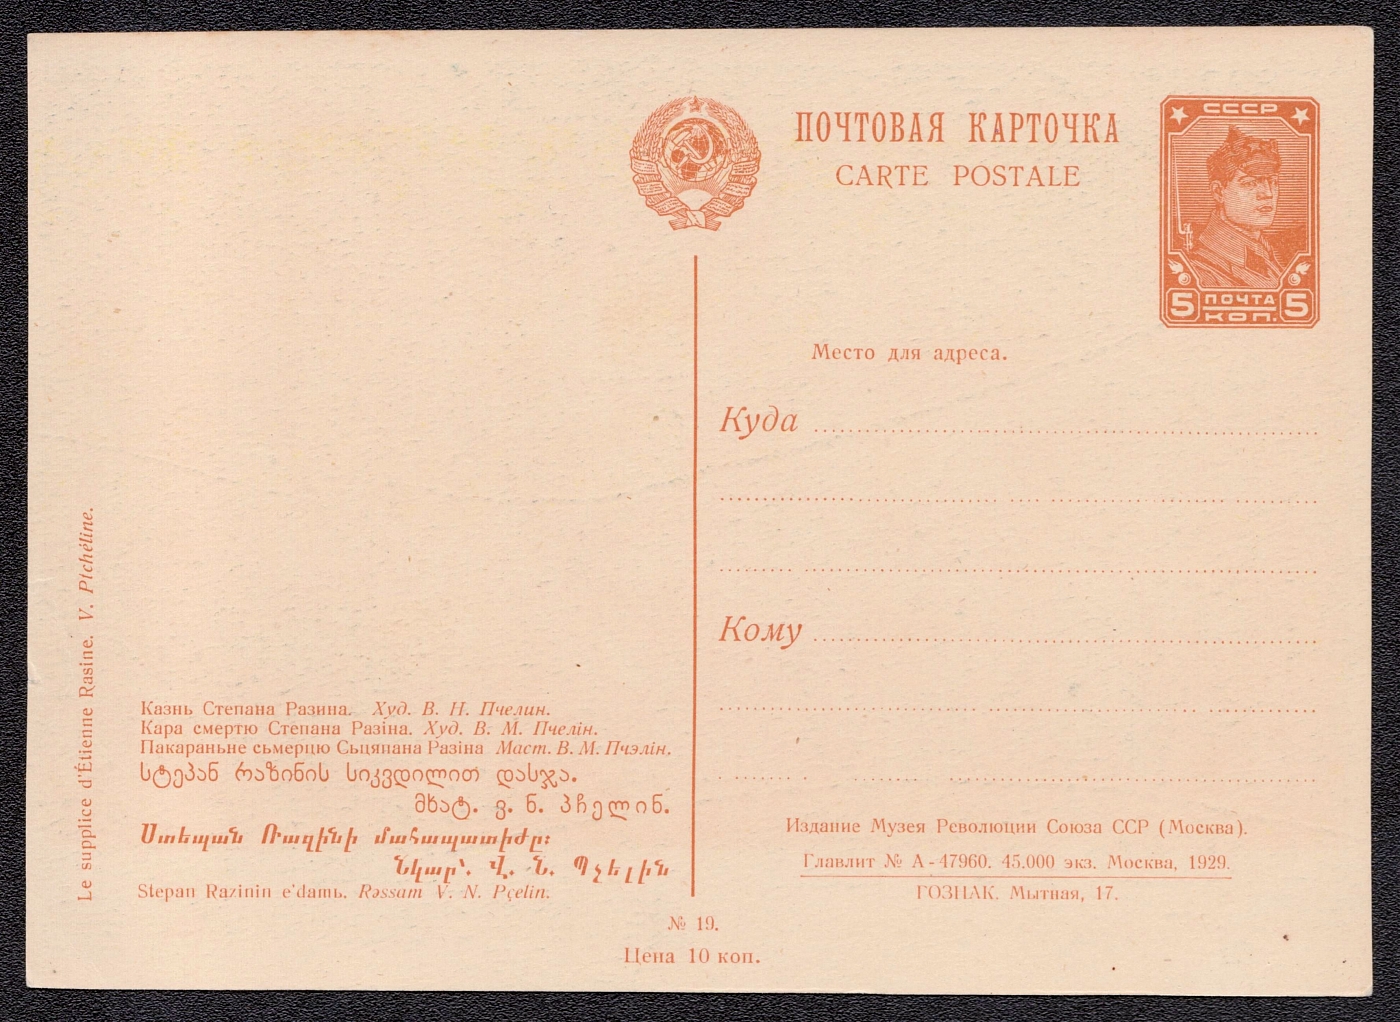 ПОЧТОВАЯ КАРТОЧКА
CARTE POSTALE
СССР
5 ПОЧТА 5
КОП.
Место для адреса.
Куда
Кому
Le supplice d'Étienne Rasine. V. Ptchéline.
Казнь Степана Разина. Худ. В. Н. Пчелин.
Кара смертю Степана Разіна. Худ. В. М. Пчелін.
Пакараньне сьмерцю Сьцяпана Разіна Маст. В. М. Пчэлін.
სტეპან რაზინის სიკვდილით დასჯა.
მხატ. ვ. ნ. პჩელინ.
Ստեպան Ռազինի մահապատիժը։
Նկար՝. Վ. Ն. Պչելին
Stepan Razinin e'damь. Rəssam V. N. Pçelin.
Издание Музея Революции Союза ССР (Москва).
Главлит № А-47960. 45.000 экз. Москва, 1929.
ГОЗНАК. Мытная, 17.
№ 19.
Цена 10 коп.